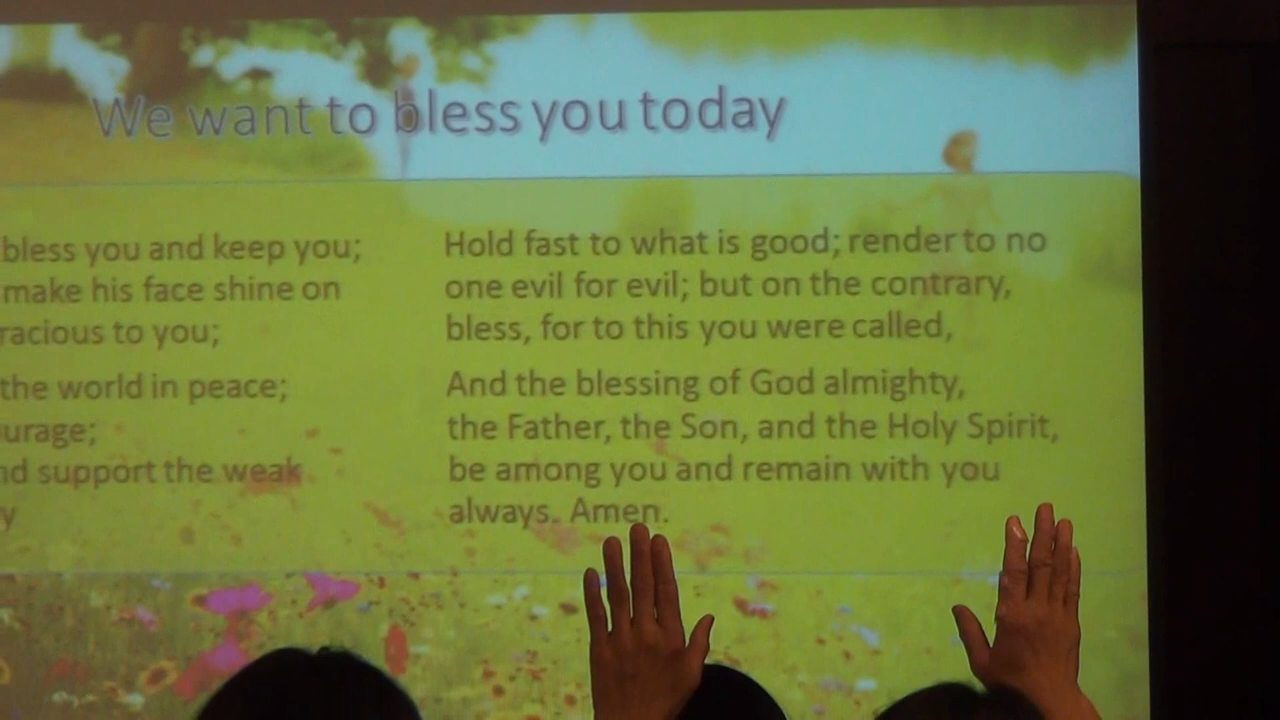 We want to bless you today
bless you and keep you;
make his face shine on
racious to you;
the world in peace;
urage;
nd support the weak
y
Hold fast to what is good; render to no
one evil for evil; but on the contrary,
bless, for to this you were called,
And the blessing of God almighty,
the Father, the Son, and the Holy Spirit,
be among you and remain with you
always. Amen.